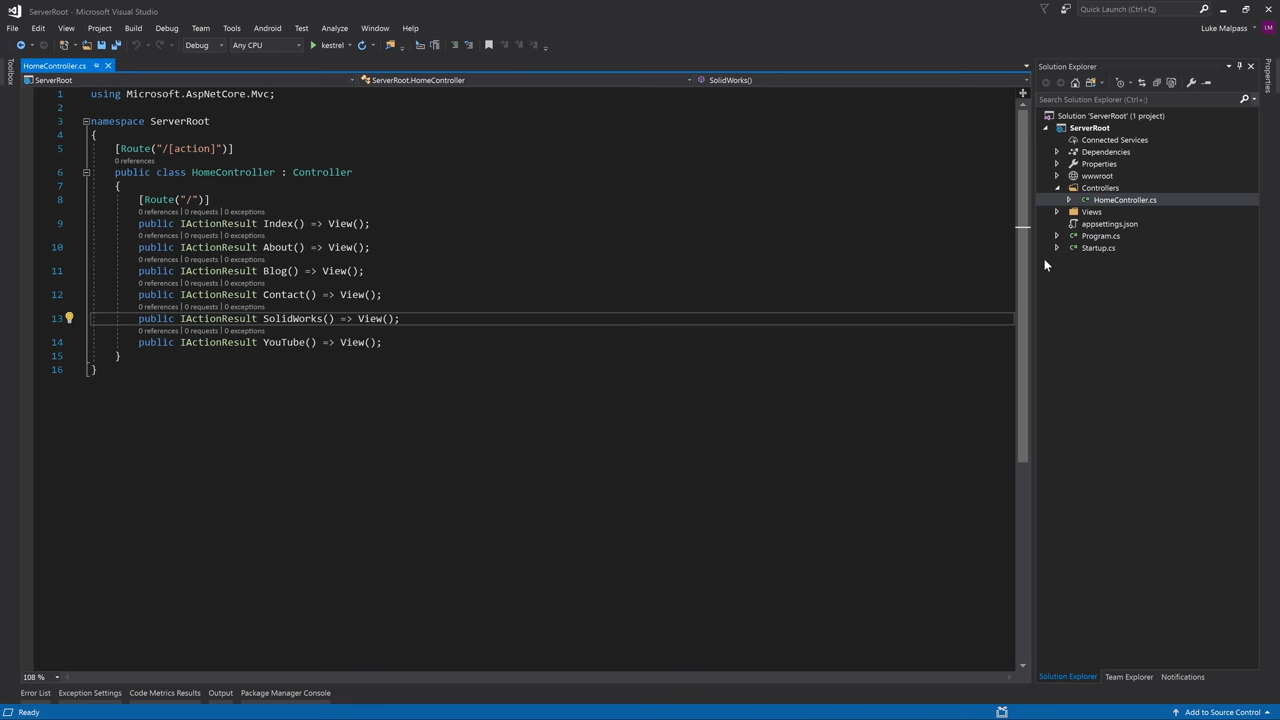 ServerRoot - Microsoft Visual Studio
Quick Launch (Ctrl+Q)
File Edit View Project Build Debug Team Tools Android Test Analyze Window Help
Luke Malpass LM
Debug Any CPU kestrel
Toolbox
HomeController.cs
ServerRoot ServerRoot.HomeController SolidWorks()
1 using Microsoft.AspNetCore.Mvc;
2
3 namespace ServerRoot
4 {
5 [Route("/[action]")]
0 references
6 public class HomeController : Controller
7 {
8 [Route("/")]
0 references | 0 requests | 0 exceptions
9 public IActionResult Index() => View();
0 references | 0 requests | 0 exceptions
10 public IActionResult About() => View();
0 references | 0 requests | 0 exceptions
11 public IActionResult Blog() => View();
0 references | 0 requests | 0 exceptions
12 public IActionResult Contact() => View();
0 references | 0 requests | 0 exceptions
13 public IActionResult SolidWorks() => View();
0 references | 0 requests | 0 exceptions
14 public IActionResult YouTube() => View();
15 }
16 }
108 %
Solution Explorer
Search Solution Explorer (Ctrl+;)
Solution 'ServerRoot' (1 project)
ServerRoot
Connected Services
Dependencies
Properties
wwwroot
Controllers
C# HomeController.cs
Views
appsettings.json
C# Program.cs
C# Startup.cs
Properties
Solution Explorer Team Explorer Notifications
Error List Exception Settings Code Metrics Results Output Package Manager Console
Ready
Add to Source Control